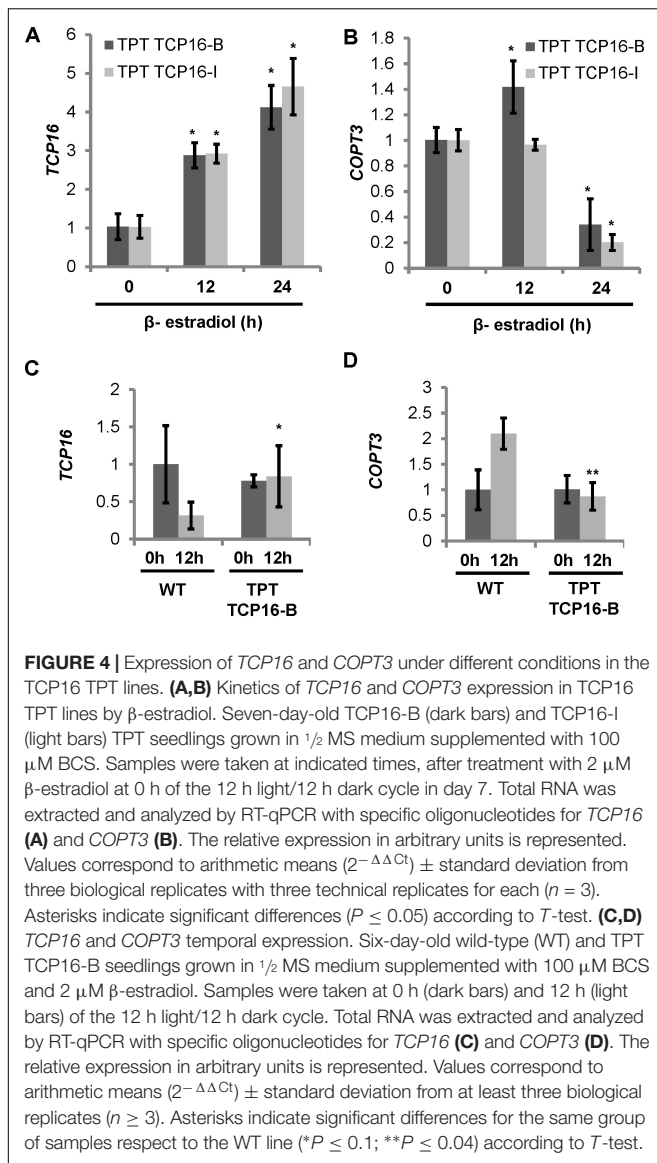 A
TPT TCP16-B
TPT TCP16-I
TCP16
6
5
4
3
2
1
0
* * * *
0 12 24
β- estradiol (h)
B
TPT TCP16-B
TPT TCP16-I
COPT3
1.8
1.6
1.4
1.2
1
0.8
0.6
0.4
0.2
0
* * *
0 12 24
β- estradiol (h)
C
TCP16
2
1.5
1
0.5
0
*
0h 12h 0h 12h
WT TPT
TCP16-B
D
COPT3
3
2.5
2
1.5
1
0.5
0
**
0h 12h 0h 12h
WT TPT
TCP16-B
FIGURE 4 | Expression of TCP16 and COPT3 under different conditions in the
TCP16 TPT lines. (A,B) Kinetics of TCP16 and COPT3 expression in TCP16
TPT lines by β-estradiol. Seven-day-old TCP16-B (dark bars) and TCP16-I
(light bars) TPT seedlings grown in 1/2 MS medium supplemented with 100
μM BCS. Samples were taken at indicated times, after treatment with 2 μM
β-estradiol at 0 h of the 12 h light/12 h dark cycle in day 7. Total RNA was
extracted and analyzed by RT-qPCR with specific oligonucleotides for TCP16
(A) and COPT3 (B). The relative expression in arbitrary units is represented.
Values correspond to arithmetic means (2−ΔΔCt) ± standard deviation from
three biological replicates with three technical replicates for each (n = 3).
Asterisks indicate significant differences (P ≤ 0.05) according to T-test. (C,D)
TCP16 and COPT3 temporal expression. Six-day-old wild-type (WT) and TPT
TCP16-B seedlings grown in 1/2 MS medium supplemented with 100 μM BCS
and 2 μM β-estradiol. Samples were taken at 0 h (dark bars) and 12 h (light
bars) of the 12 h light/12 h dark cycle. Total RNA was extracted and analyzed
by RT-qPCR with specific oligonucleotides for TCP16 (C) and COPT3 (D). The
relative expression in arbitrary units is represented. Values correspond to
arithmetic means (2−ΔΔCt) ± standard deviation from at least three biological
replicates (n ≥ 3). Asterisks indicate significant differences for the same group
of samples respect to the WT line (*P ≤ 0.1; **P ≤ 0.04) according to T-test.